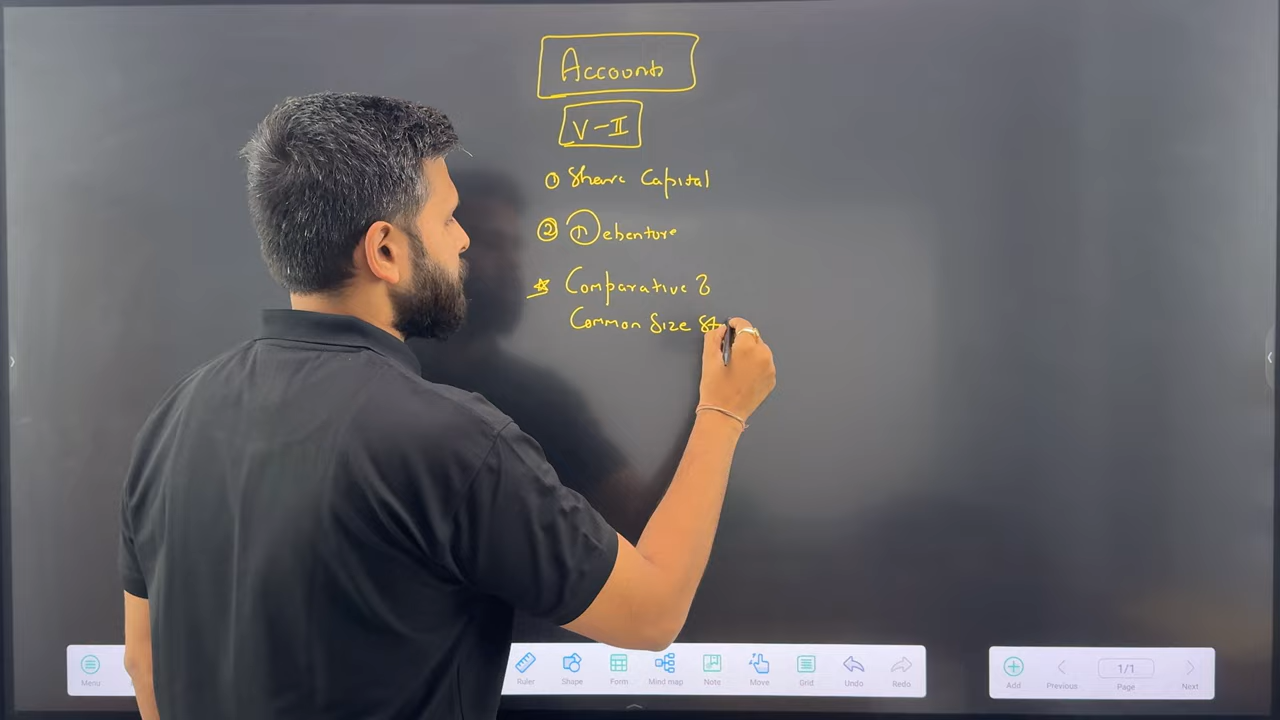 Accounts
V-II
① Share Capital
② Debenture
Comparative &
Common Size St
Menu
Ruler
Shape
Form
Mind map
Note
Move
Grid
Undo
Redo
Add
Previous
1/1
Page
Next